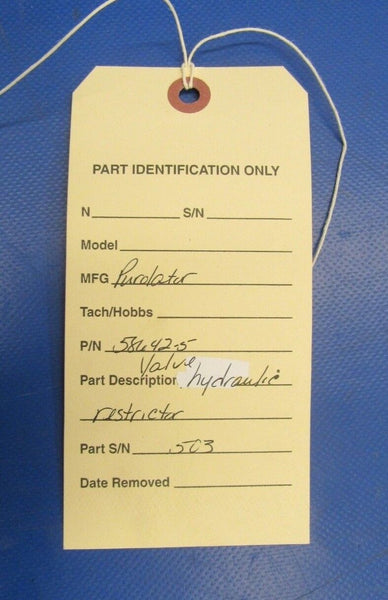 PART IDENTIFICATION ONLY
N S/N
Model
MFG Purolator
Tach/Hobbs
P/N 58642-5
Valve
Part Description hydraulic
restrictor
Part S/N 503
Date Removed